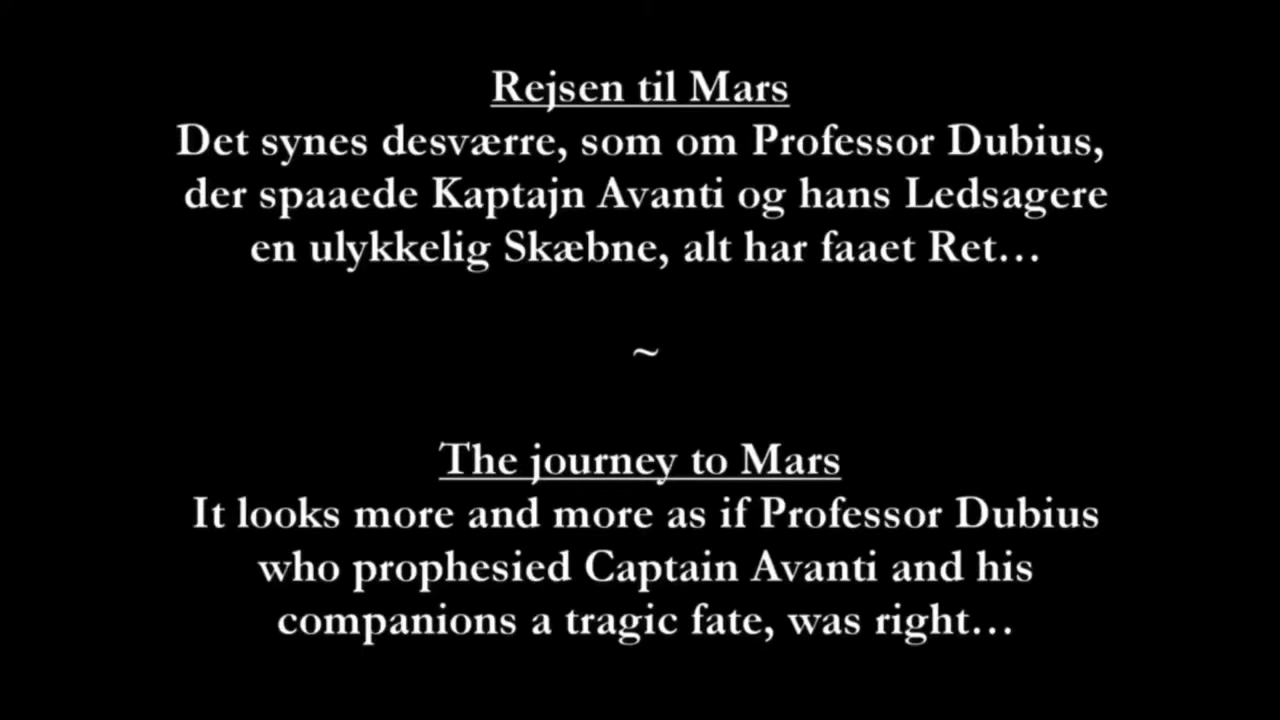 Rejsen til Mars
Det synes desværre, som om Professor Dubius,
der spaaede Kaptajn Avanti og hans Ledsagere
en ulykkelig Skæbne, alt har faaet Ret...
~
The journey to Mars
It looks more and more as if Professor Dubius
who prophesied Captain Avanti and his
companions a tragic fate, was right...